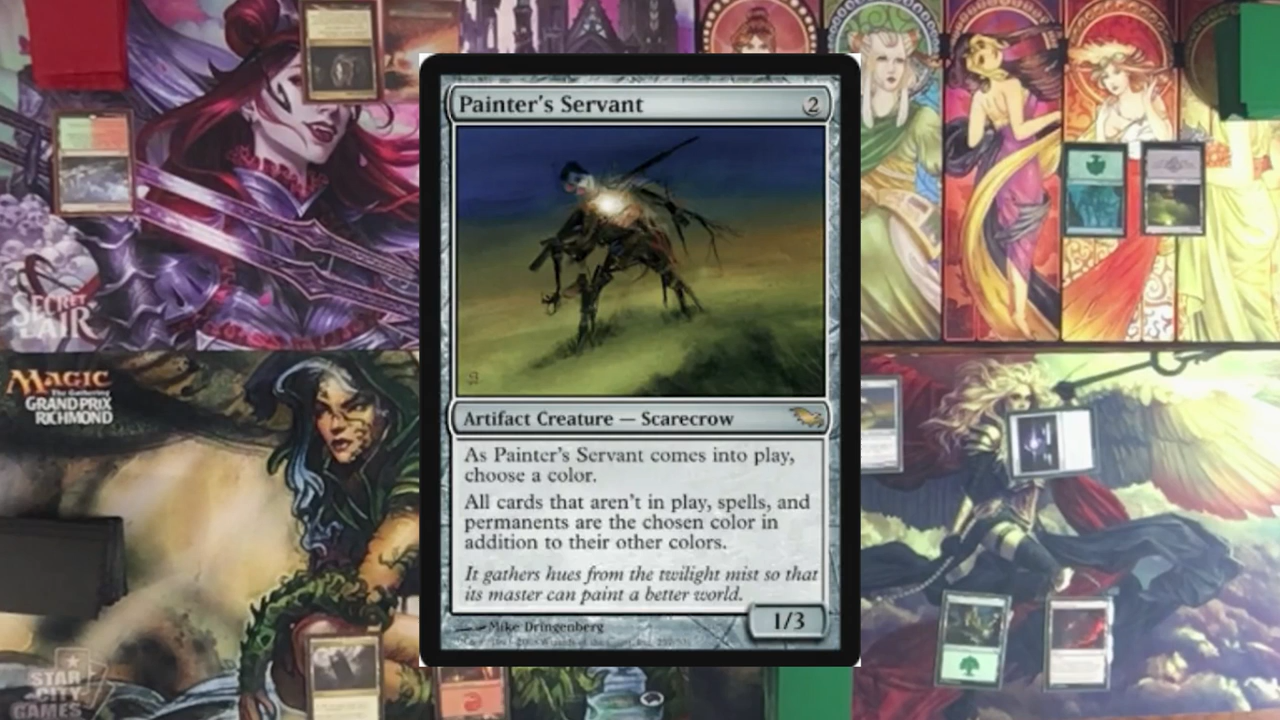 Painter's Servant
2
Artifact Creature — Scarecrow
As Painter's Servant comes into play,
choose a color.
All cards that aren't in play, spells, and
permanents are the chosen color in
addition to their other colors.
It gathers hues from the twilight mist so that
its master can paint a better world.
Mike Dringenberg
1/3
SECRET
LAIR
MAGIC
The Gathering
GRAND PRIX
RICHMOND
STAR
CITY
GAMES